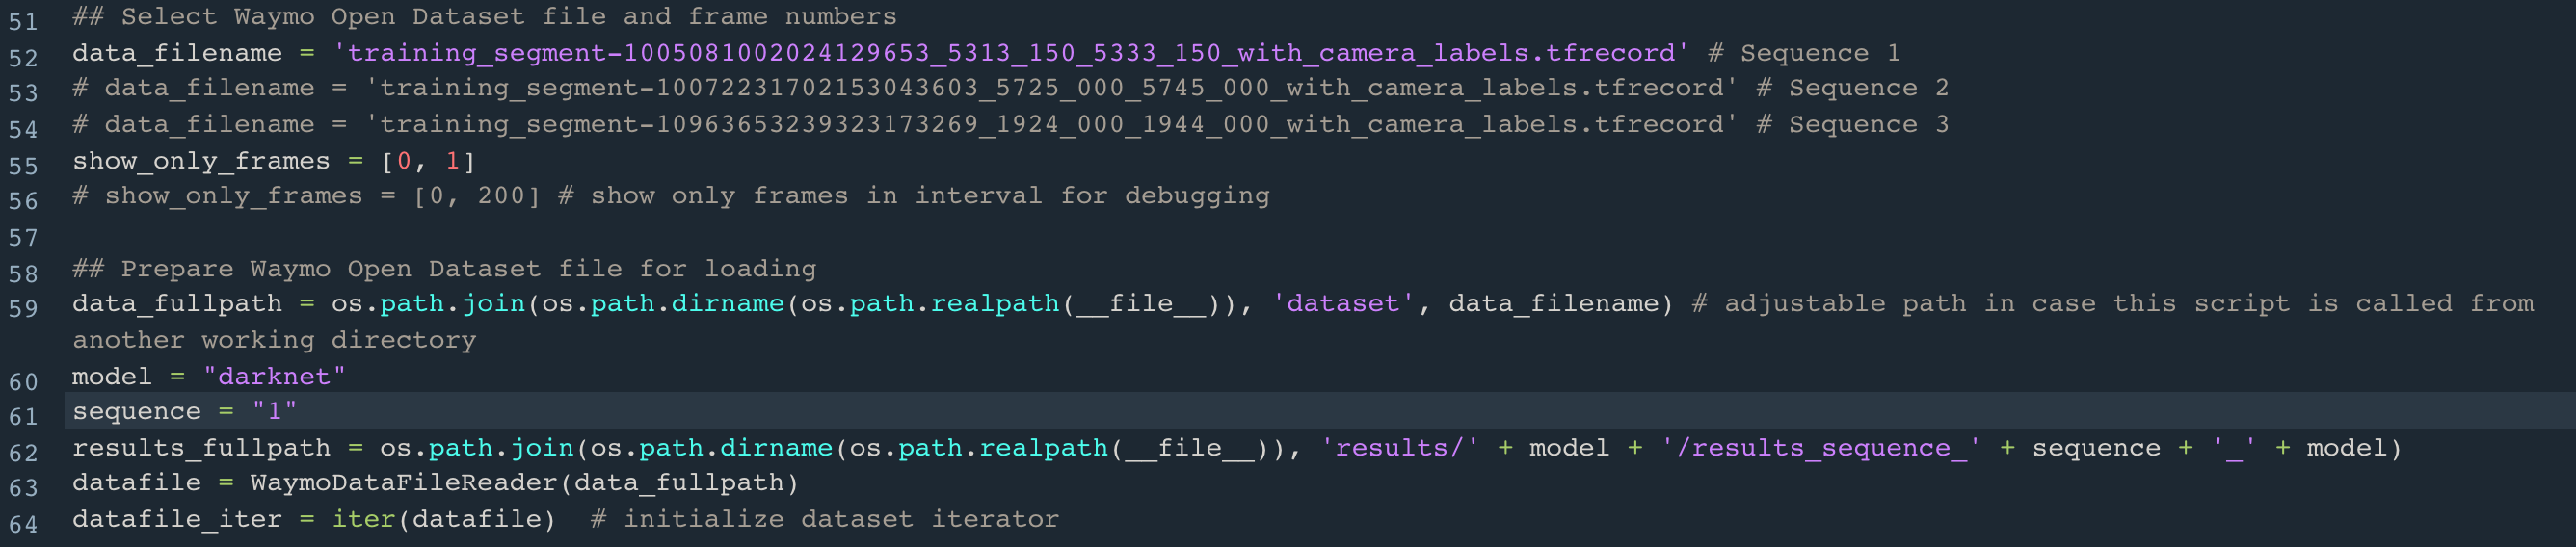 51 ## Select Waymo Open Dataset file and frame numbers
52 data_filename = 'training_segment-1005081002024129653_5313_150_5333_150_with_camera_labels.tfrecord' # Sequence 1
53 # data_filename = 'training_segment-10072231702153043603_5725_000_5745_000_with_camera_labels.tfrecord' # Sequence 2
54 # data_filename = 'training_segment-10963653239323173269_1924_000_1944_000_with_camera_labels.tfrecord' # Sequence 3
55 show_only_frames = [0, 1]
56 # show_only_frames = [0, 200] # show only frames in interval for debugging
57
58 ## Prepare Waymo Open Dataset file for loading
59 data_fullpath = os.path.join(os.path.dirname(os.path.realpath(__file__)), 'dataset', data_filename) # adjustable path in case this script is called from
another working directory
60 model = "darknet"
61 sequence = "1"
62 results_fullpath = os.path.join(os.path.dirname(os.path.realpath(__file__)), 'results/' + model + '/results_sequence_' + sequence + '_' + model)
63 datafile = WaymoDataFileReader(data_fullpath)
64 datafile_iter = iter(datafile)  # initialize dataset iterator